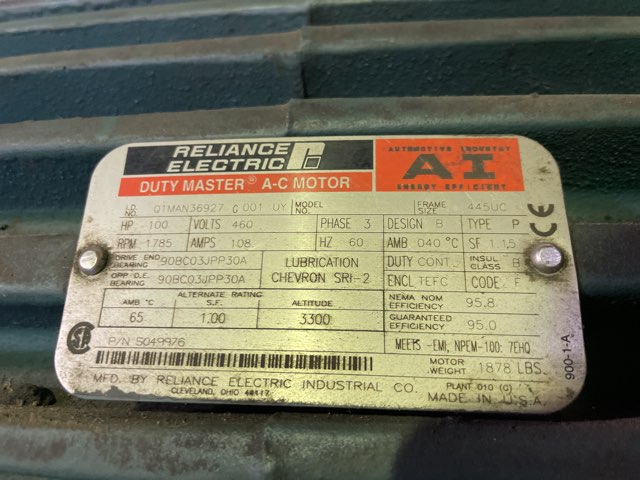 RELIANCE ELECTRIC
DUTY MASTER® A-C MOTOR
AUTOMOTIVE INDUSTRY
AI
ENERGY EFFICIENT
I.D. NO. 01MAN36927 G 001 UY MODEL NO. FRAME SIZE 445UC
HP 100 VOLTS 460 PHASE 3 DESIGN B TYPE P
RPM 1785 AMPS 108 HZ 60 AMB 040 °C SF 1.15
DRIVE END BEARING 90BC03JPP30A LUBRICATION DUTY CONT. INSUL CLASS
OPP D.E. BEARING 90BC03JPP30A CHEVRON SRI-2 ENCL TEFC CODE F
AMB °C ALTERNATE RATING S.F. ALTITUDE NEMA NOM EFFICIENCY 95.8
65 1.00 3300 GUARANTEED EFFICIENCY 95.0
P/N 5049976 MEETS -EMI, NPEM-100: 7EHQ
MOTOR WEIGHT 1878 LBS.
MFD. BY RELIANCE ELECTRIC INDUSTRIAL CO. PLANT 010 (G)
CLEVELAND, OHIO 44117 MADE IN U.S.A.
900-1-A
CE
SA